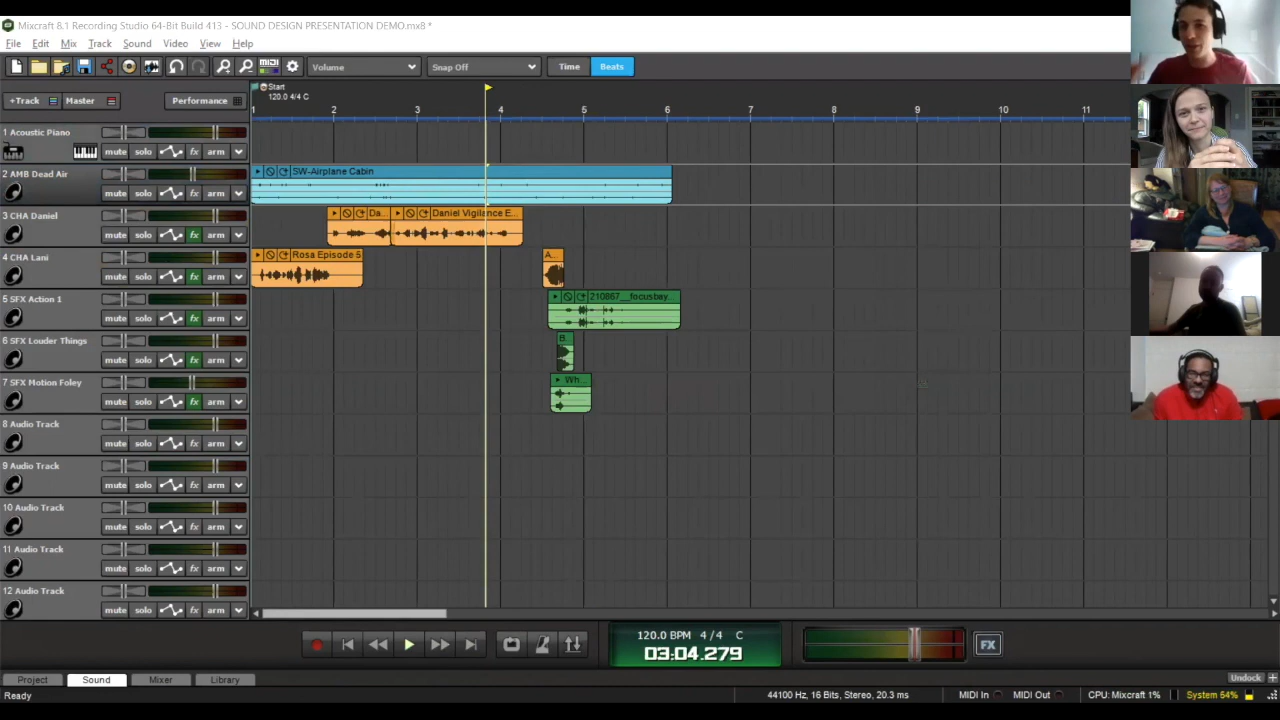 Mixcraft 8.1 Recording Studio 64-Bit Build 413 - SOUND DESIGN PRESENTATION DEMO.mx8 *
File Edit Mix Track Sound Video View Help
midi Volume Snap Off Time Beats
+Track Master Performance
Start
120.0 4/4 C
1 2 3 4 5 6 7 8 9 10 11
1 Acoustic Piano
mute solo fx arm
2 AMB Dead Air
SW-Airplane Cabin
mute solo fx arm
3 CHA Daniel
Da... Daniel Vigilance E...
mute solo fx arm
4 CHA Lani
Rosa Episode 5 A...
mute solo fx arm
5 SFX Action 1
210867__focusbay...
mute solo fx arm
6 SFX Louder Things
B.
mute solo fx arm
7 SFX Motion Foley
Wh...
mute solo fx arm
8 Audio Track
mute solo fx arm
9 Audio Track
mute solo fx arm
10 Audio Track
mute solo fx arm
11 Audio Track
mute solo fx arm
12 Audio Track
mute solo fx arm
120.0 BPM 4 / 4 C
03:04.279
FX
Project Sound Mixer Library Undock
Ready 44100 Hz, 16 Bits, Stereo, 20.3 ms MIDI In MIDI Out CPU: Mixcraft 1% System 64%